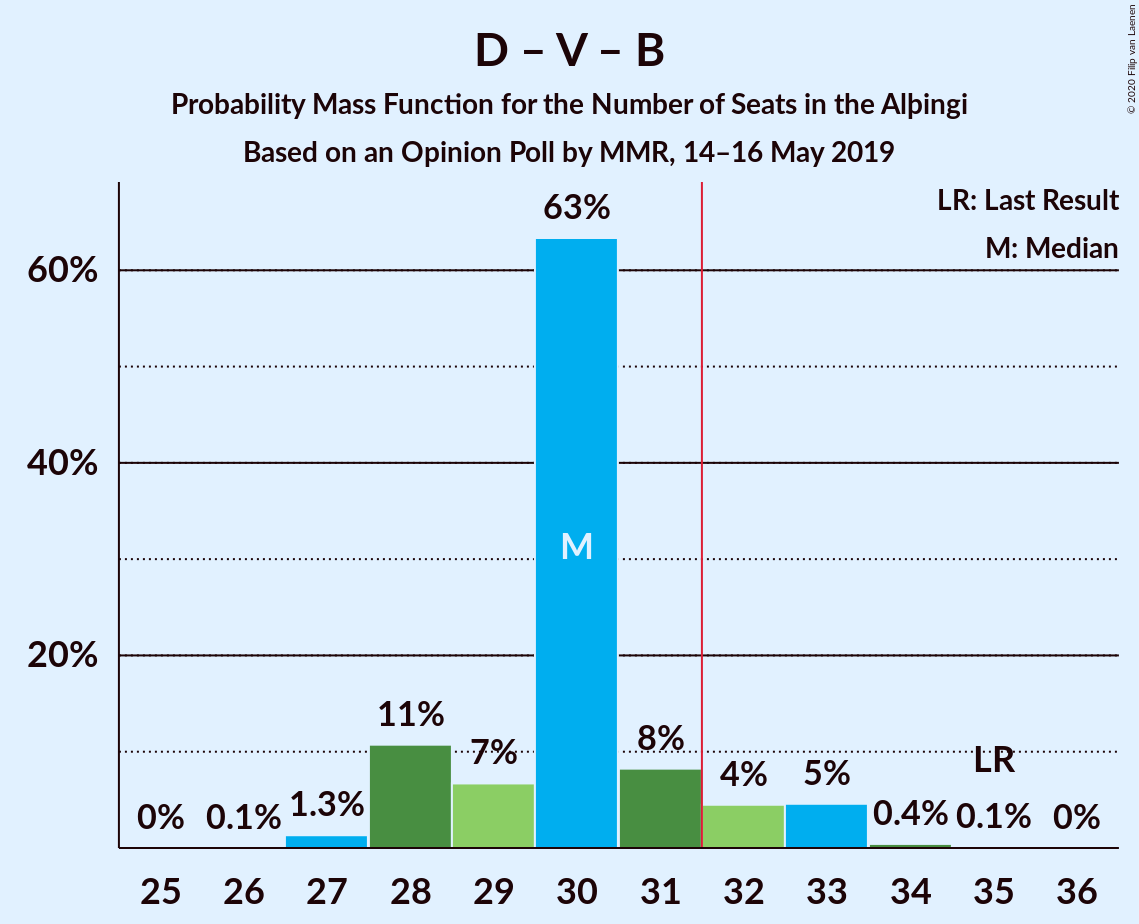 D – V – B
Probability Mass Function for the Number of Seats in the Alþingi
Based on an Opinion Poll by MMR, 14–16 May 2019
© 2020 Filip van Laenen
LR: Last Result
M: Median
60%
40%
20%
0%
0.1%
1.3%
11%
7%
63%
M
8%
4%
5%
0.4%
LR
0.1%
0%
25 26 27 28 29 30 31 32 33 34 35 36